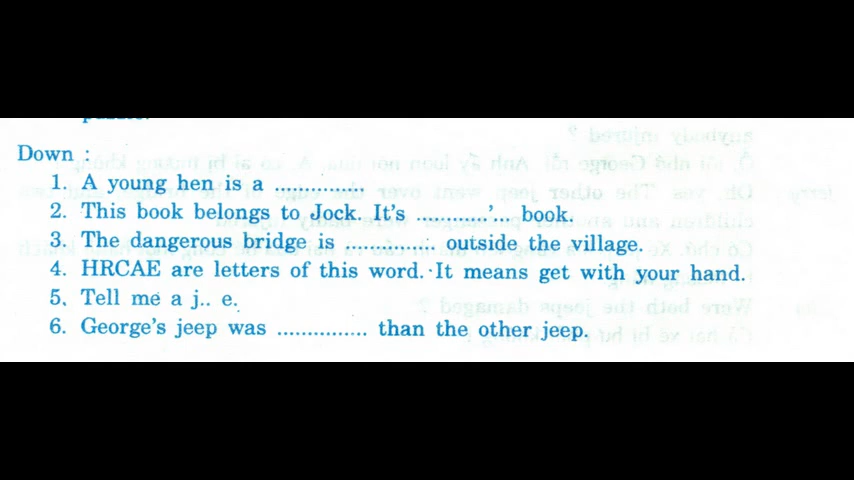 Down :
1. A young hen is a ...............
2. This book belongs to Jock. It's ............'... book.
3. The dangerous bridge is ............... outside the village.
4. HRCAE are letters of this word. It means get with your hand.
5. Tell me a j.. e.
6. George's jeep was ............... than the other jeep.